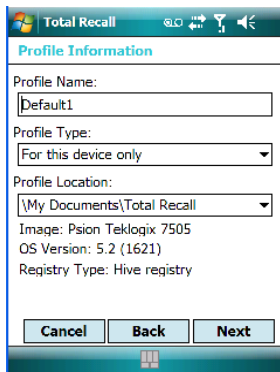 Total Recall
Profile Information
Profile Name:
Default1
Profile Type:
For this device only
Profile Location:
\My Documents\Total Recall
Image: Psion Teklogix 7505
OS Version: 5.2 (1621)
Registry Type: Hive registry
Cancel Back Next